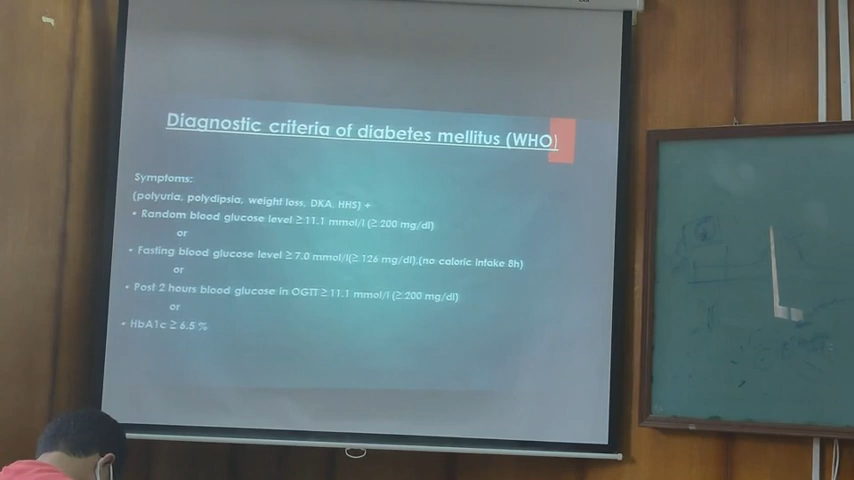 Diagnostic criteria of diabetes mellitus (WHO)
Symptoms:
(polyuria, polydipsia, weight loss, DKA, HHS) +
• Random blood glucose level ≥11.1 mmol/l (≥ 200 mg/dl)
or
• Fasting blood glucose level ≥ 7.0 mmol/l(≥ 126 mg/dl).(no caloric intake 8h)
or
• Post 2 hours blood glucose in OGTT ≥ 11.1 mmol/l (≥ 200 mg/dl)
or
• HbA1c ≥ 6.5 %